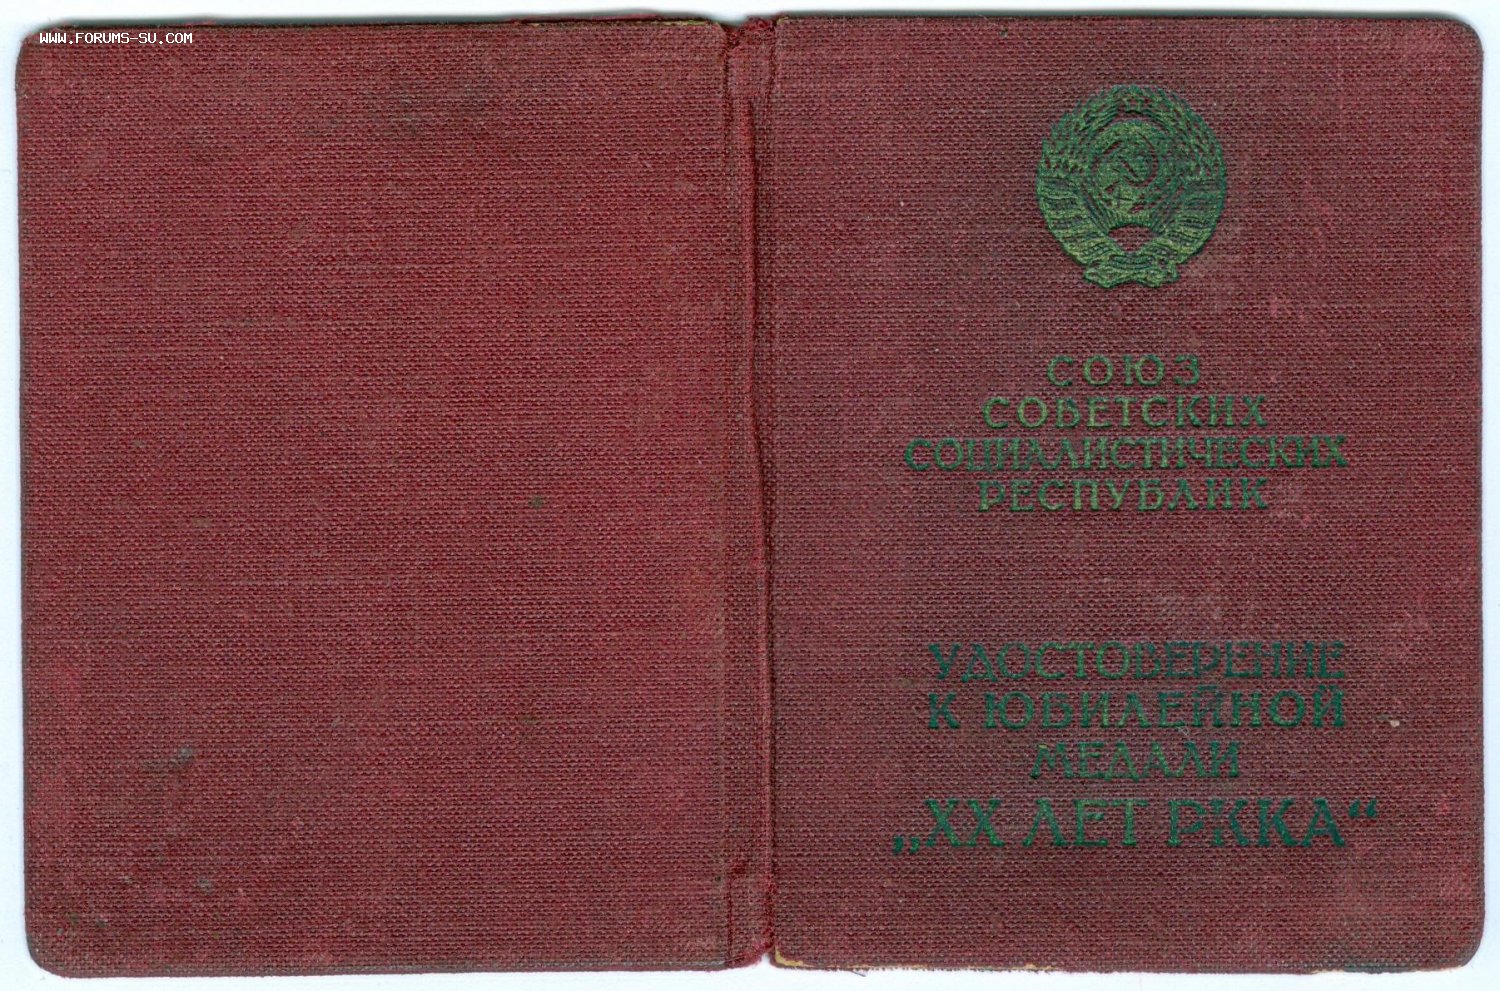 WWW.FORUMS-SU.COM
СОЮЗ
СОВЕТСКИХ
СОЦИАЛИСТИЧЕСКИХ
РЕСПУБЛИК
УДОСТОВЕРЕНИЕ
К ЮБИЛЕЙНОЙ
МЕДАЛИ
„XX ЛЕТ РККА“